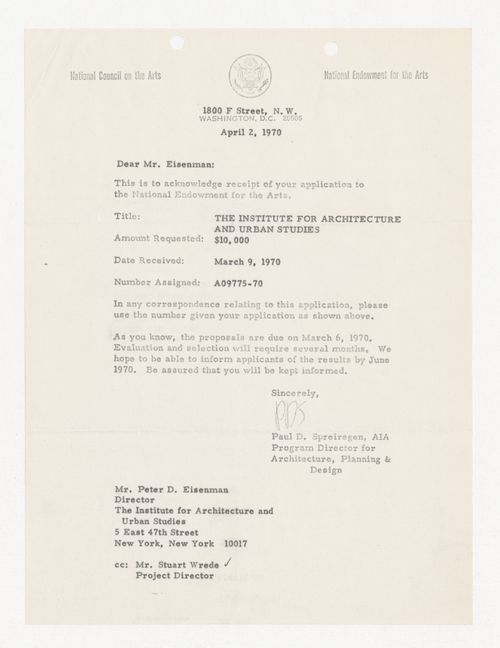 National Council on the Arts
National Endowment for the Arts
1800 F Street, N. W.
WASHINGTON, D.C. 20505
April 2, 1970
Dear Mr. Eisenman:
This is to acknowledge receipt of your application to
the National Endowment for the Arts.
Title: THE INSTITUTE FOR ARCHITECTURE
AND URBAN STUDIES
Amount Requested: $10,000
Date Received: March 9, 1970
Number Assigned: A09775-70
In any correspondence relating to this application, please
use the number given your application as shown above.
As you know, the proposals are due on March 6, 1970.
Evaluation and selection will require several months. We
hope to be able to inform applicants of the results by June
1970. Be assured that you will be kept informed.
Sincerely,
PDS
Paul D. Spreiregen, AIA
Program Director for
Architecture, Planning &
Design
Mr. Peter D. Eisenman
Director
The Institute for Architecture and
Urban Studies
5 East 47th Street
New York, New York 10017
cc: Mr. Stuart Wrede ✓
Project Director